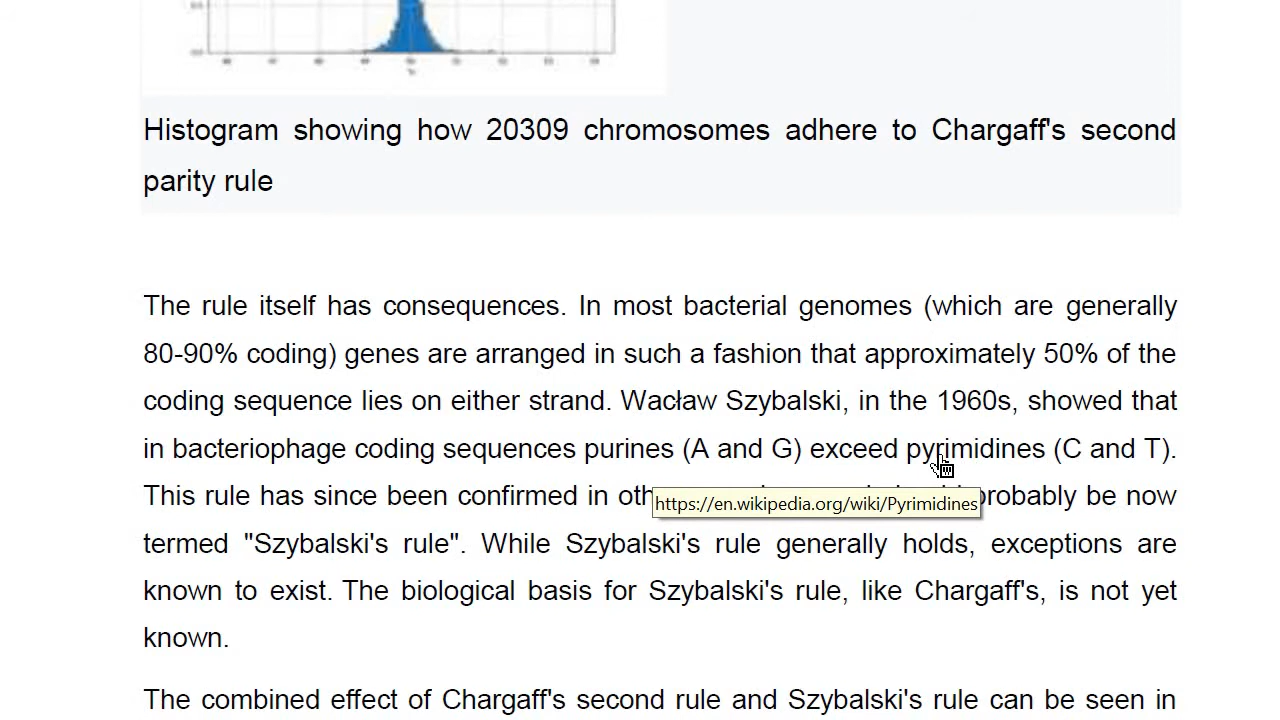 Histogram showing how 20309 chromosomes adhere to Chargaff's second
parity rule
The rule itself has consequences. In most bacterial genomes (which are generally
80-90% coding) genes are arranged in such a fashion that approximately 50% of the
coding sequence lies on either strand. Wacław Szybalski, in the 1960s, showed that
in bacteriophage coding sequences purines (A and G) exceed pyrimidines (C and T).
This rule has since been confirmed in probably be now
https://en.wikipedia.org/wiki/Pyrimidines
termed "Szybalski's rule". While Szybalski's rule generally holds, exceptions are
known to exist. The biological basis for Szybalski's rule, like Chargaff's, is not yet
known.
The combined effect of Chargaff's second rule and Szybalski's rule can be seen in